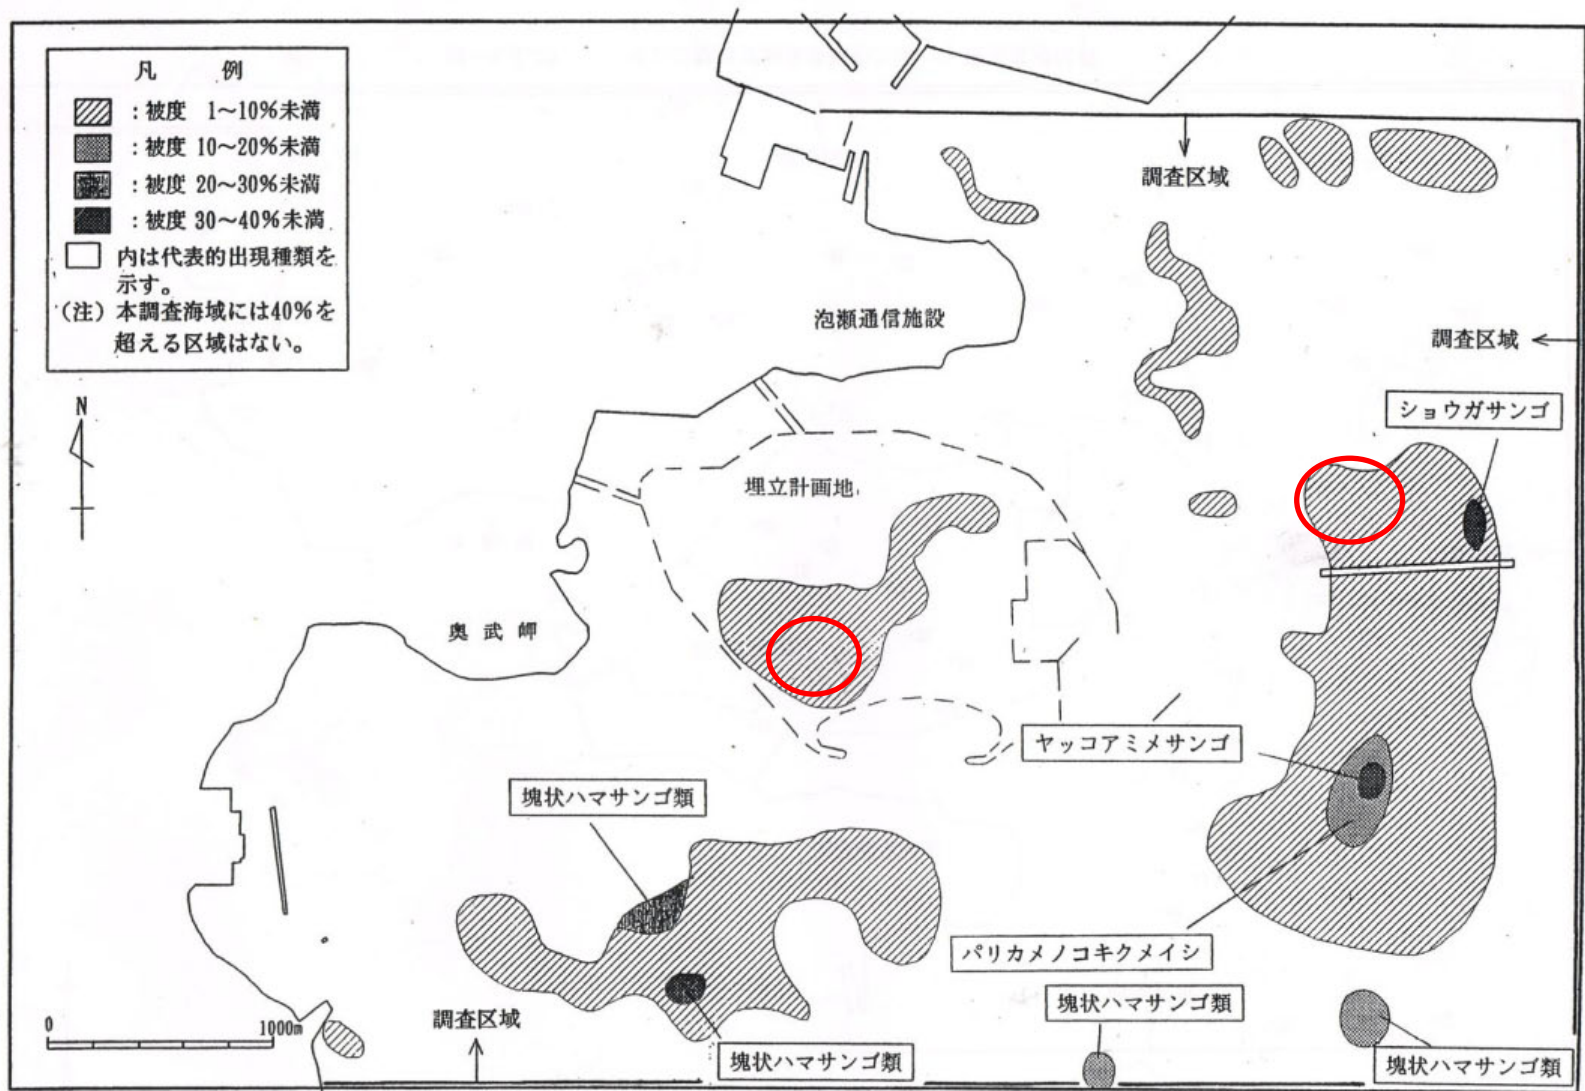 凡 例
：被度 1～10％未満
：被度 10～20％未満
：被度 20～30％未満
：被度 30～40％未満
内は代表的出現種類を
示す。
（注）本調査海域には40％を
超える区域はない。
調査区域
泡瀬通信施設
調査区域
N
ショウガサンゴ
埋立計画地
奥武岬
ヤッコアミメサンゴ
塊状ハマサンゴ類
パリカメノコキクメイシ
塊状ハマサンゴ類
調査区域
0 1000m
塊状ハマサンゴ類
塊状ハマサンゴ類